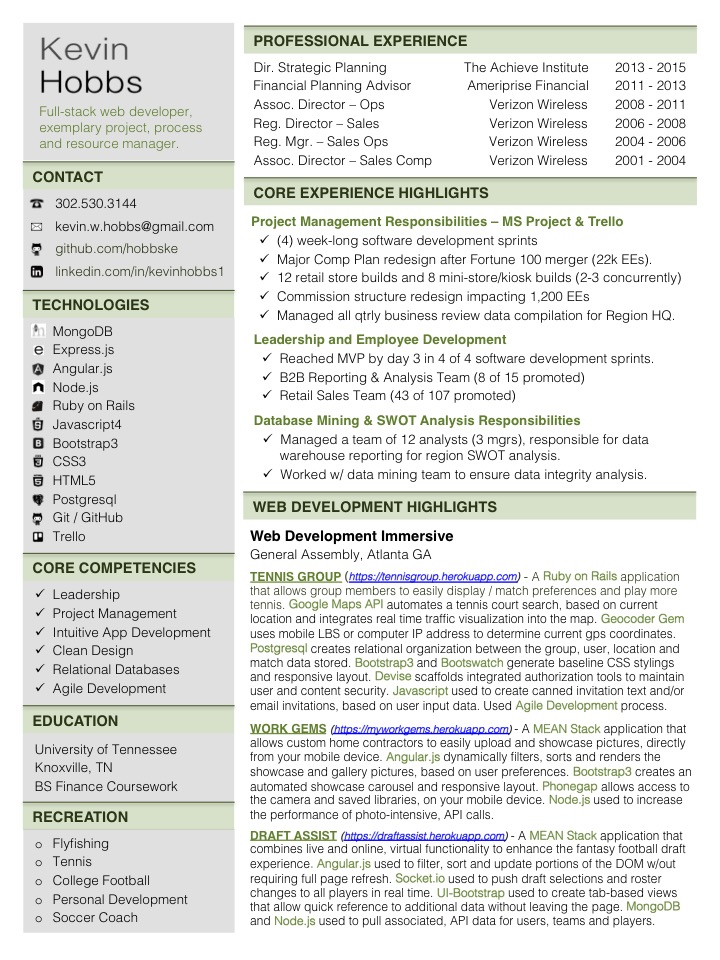 Kevin
Hobbs
Full-stack web developer,
exemplary project, process
and resource manager.
CONTACT
302.530.3144
kevin.w.hobbs@gmail.com
github.com/hobbske
linkedin.com/in/kevinhobbs1
TECHNOLOGIES
MongoDB
Express.js
Angular.js
Node.js
Ruby on Rails
Javascript4
Bootstrap3
CSS3
HTML5
Postgresql
Git / GitHub
Trello
CORE COMPETENCIES
✓ Leadership
✓ Project Management
✓ Intuitive App Development
✓ Clean Design
✓ Relational Databases
✓ Agile Development
EDUCATION
University of Tennessee
Knoxville, TN
BS Finance Coursework
RECREATION
o Flyfishing
o Tennis
o College Football
o Personal Development
o Soccer Coach
PROFESSIONAL EXPERIENCE
Dir. Strategic Planning The Achieve Institute 2013 - 2015
Financial Planning Advisor Ameriprise Financial 2011 - 2013
Assoc. Director – Ops Verizon Wireless 2008 - 2011
Reg. Director – Sales Verizon Wireless 2006 - 2008
Reg. Mgr. – Sales Ops Verizon Wireless 2004 - 2006
Assoc. Director – Sales Comp Verizon Wireless 2001 - 2004
CORE EXPERIENCE HIGHLIGHTS
Project Management Responsibilities – MS Project & Trello
✓ (4) week-long software development sprints
✓ Major Comp Plan redesign after Fortune 100 merger (22k EEs).
✓ 12 retail store builds and 8 mini-store/kiosk builds (2-3 concurrently)
✓ Commission structure redesign impacting 1,200 EEs
✓ Managed all qtrly business review data compilation for Region HQ.
Leadership and Employee Development
✓ Reached MVP by day 3 in 4 of 4 software development sprints.
✓ B2B Reporting & Analysis Team (8 of 15 promoted)
✓ Retail Sales Team (43 of 107 promoted)
Database Mining & SWOT Analysis Responsibilities
✓ Managed a team of 12 analysts (3 mgrs), responsible for data
warehouse reporting for region SWOT analysis.
✓ Worked w/ data mining team to ensure data integrity analysis.
WEB DEVELOPMENT HIGHLIGHTS
Web Development Immersive
General Assembly, Atlanta GA
TENNIS GROUP (https://tennisgroup.herokuapp.com) - A Ruby on Rails application
that allows group members to easily display / match preferences and play more
tennis. Google Maps API automates a tennis court search, based on current
location and integrates real time traffic visualization into the map. Geocoder Gem
uses mobile LBS or computer IP address to determine current gps coordinates.
Postgresql creates relational organization between the group, user, location and
match data stored. Bootstrap3 and Bootswatch generate baseline CSS stylings
and responsive layout. Devise scaffolds integrated authorization tools to maintain
user and content security. Javascript used to create canned invitation text and/or
email invitations, based on user input data. Used Agile Development process.
WORK GEMS (https://myworkgems.herokuapp.com) - A MEAN Stack application that
allows custom home contractors to easily upload and showcase pictures, directly
from your mobile device. Angular.js dynamically filters, sorts and renders the
showcase and gallery pictures, based on user preferences. Bootstrap3 creates an
automated showcase carousel and responsive layout. Phonegap allows access to
the camera and saved libraries, on your mobile device. Node.js used to increase
the performance of photo-intensive, API calls.
DRAFT ASSIST (https://draftassist.herokuapp.com) - A MEAN Stack application that
combines live and online, virtual functionality to enhance the fantasy football draft
experience. Angular.js used to filter, sort and update portions of the DOM w/out
requiring full page refresh. Socket.io used to push draft selections and roster
changes to all players in real time. UI-Bootstrap used to create tab-based views
that allow quick reference to additional data without leaving the page. MongoDB
and Node.js used to pull associated, API data for users, teams and players.